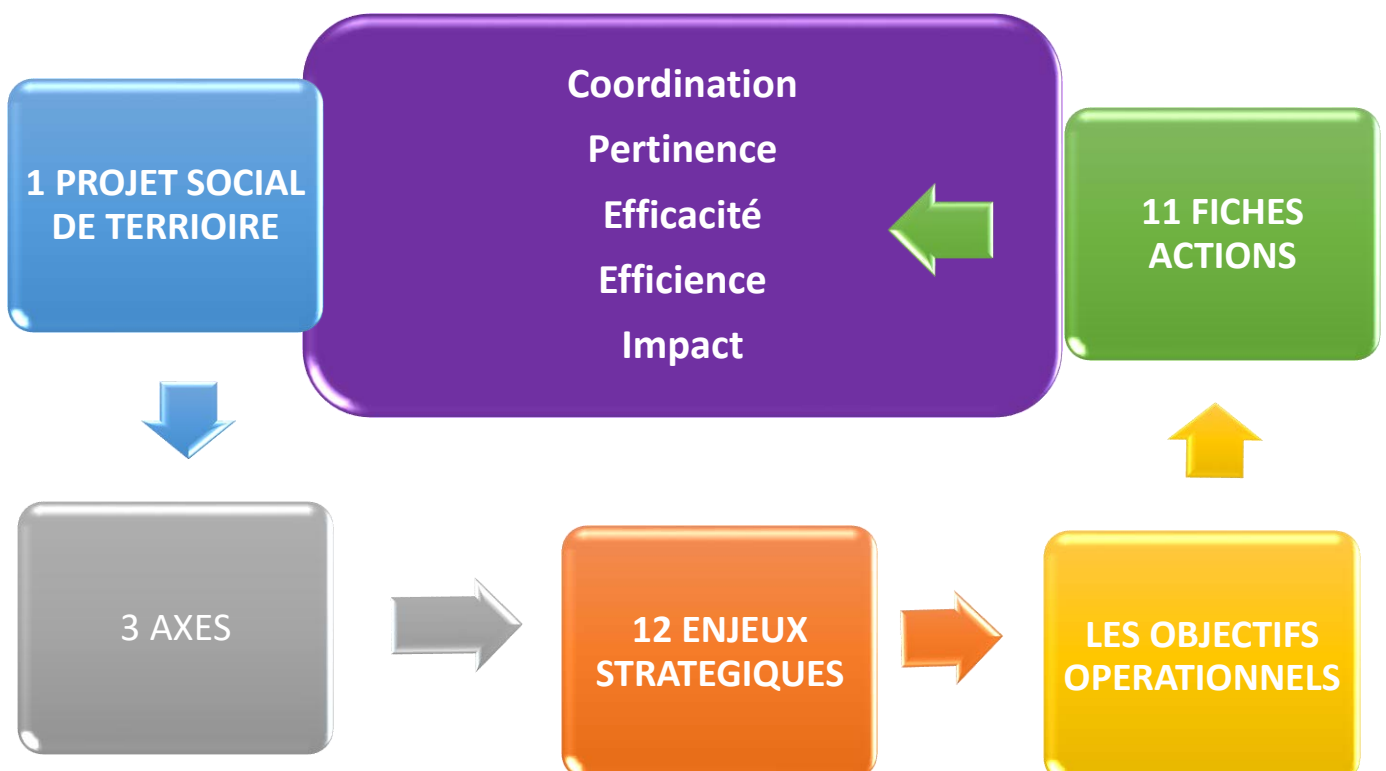 1 PROJET SOCIAL
DE TERRIOIRE
Coordination
Pertinence
Efficacité
Efficience
Impact
11 FICHES
ACTIONS
3 AXES
12 ENJEUX
STRATEGIQUES
LES OBJECTIFS
OPERATIONNELS